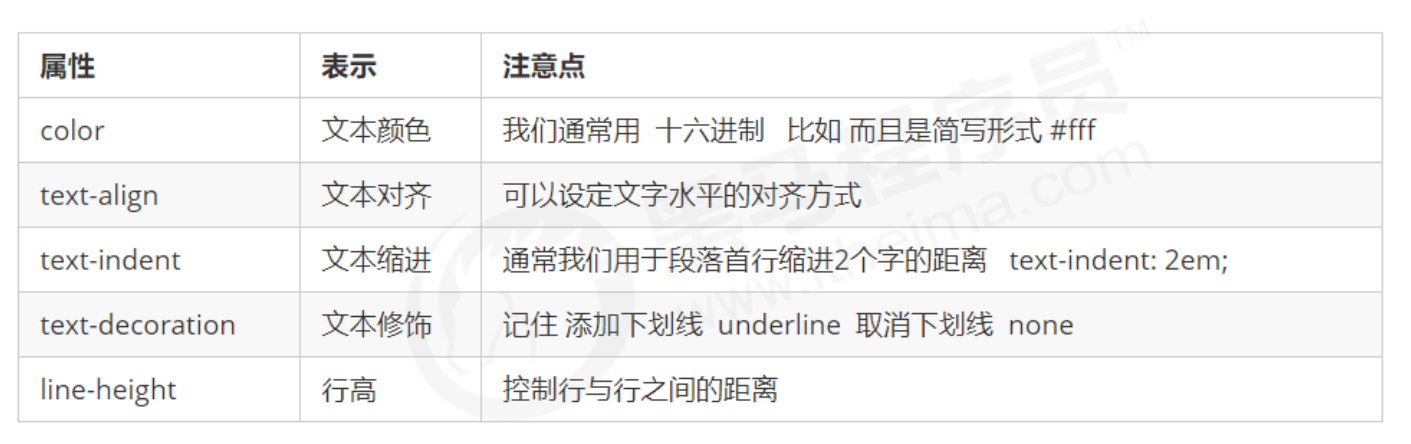 属性 表示 注意点
color 文本颜色 我们通常用 十六进制 比如 而且是简写形式 #fff
text-align 文本对齐 可以设定文字水平的对齐方式
text-indent 文本缩进 通常我们用于段落首行缩进2个字的距离 text-indent: 2em;
text-decoration 文本修饰 记住 添加下划线 underline 取消下划线 none
line-height 行高 控制行与行之间的距离
黑马程序员TM
www.itheima.com